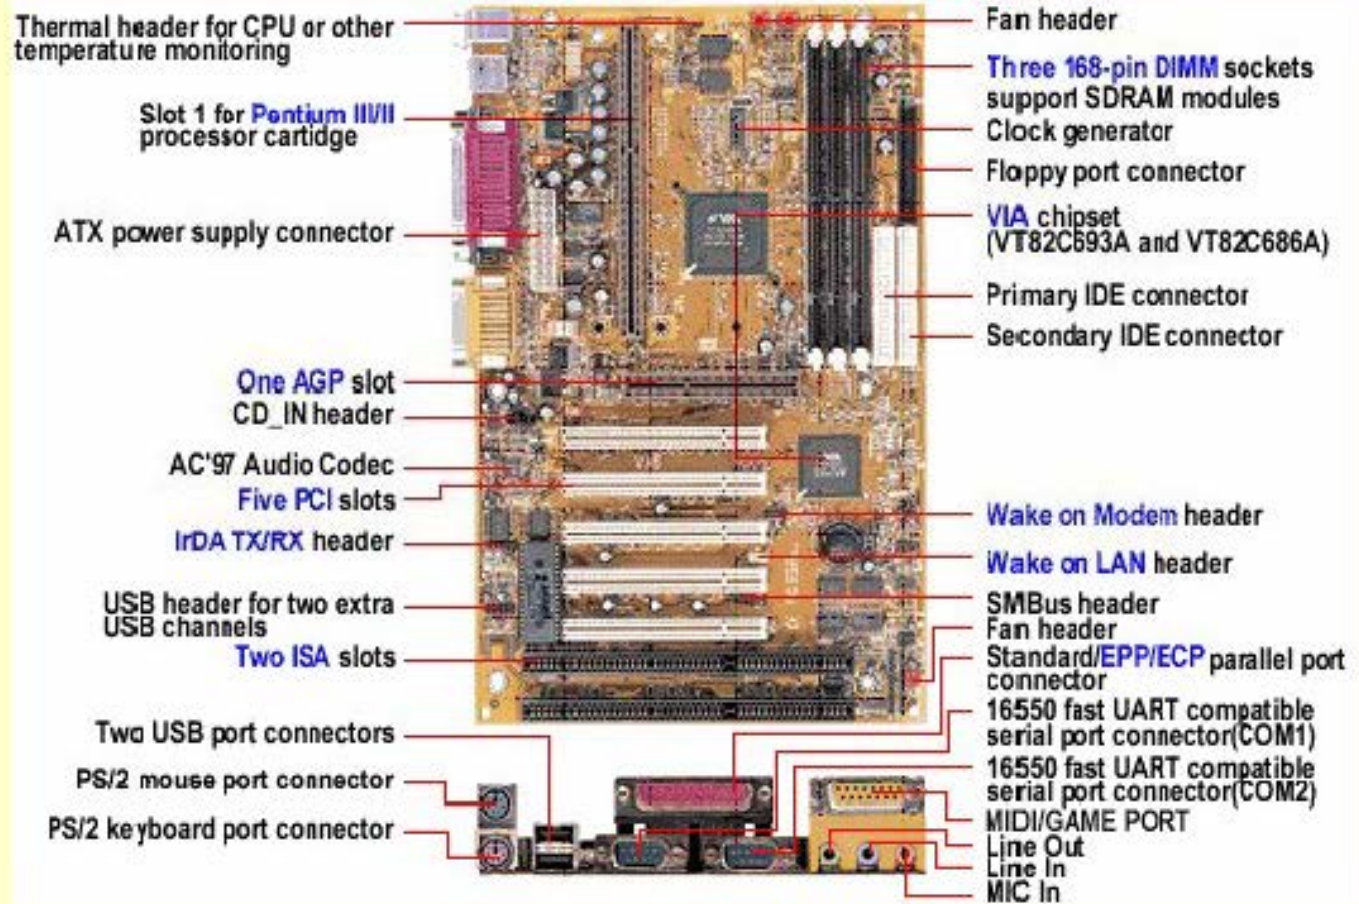 Thermal header for CPU or other
temperature monitoring
Slot 1 for Pentium III/II
processor cartidge
ATX power supply connector
One AGP slot
CD_IN header
AC'97 Audio Codec
Five PCI slots
IrDA TX/RX header
USB header for two extra
USB channels
Two ISA slots
Two USB port connectors
PS/2 mouse port connector
PS/2 keyboard port connector
Fan header
Three 168-pin DIMM sockets
support SDRAM modules
Clock generator
Floppy port connector
VIA chipset
(VT82C693A and VT82C686A)
Primary IDE connector
Secondary IDE connector
Wake on Modem header
Wake on LAN header
SMBus header
Fan header
Standard/EPP/ECP parallel port
connector
16550 fast UART compatible
serial port connector(COM1)
16550 fast UART compatible
serial port connector(COM2)
MIDI/GAME PORT
Line Out
Line In
MIC In